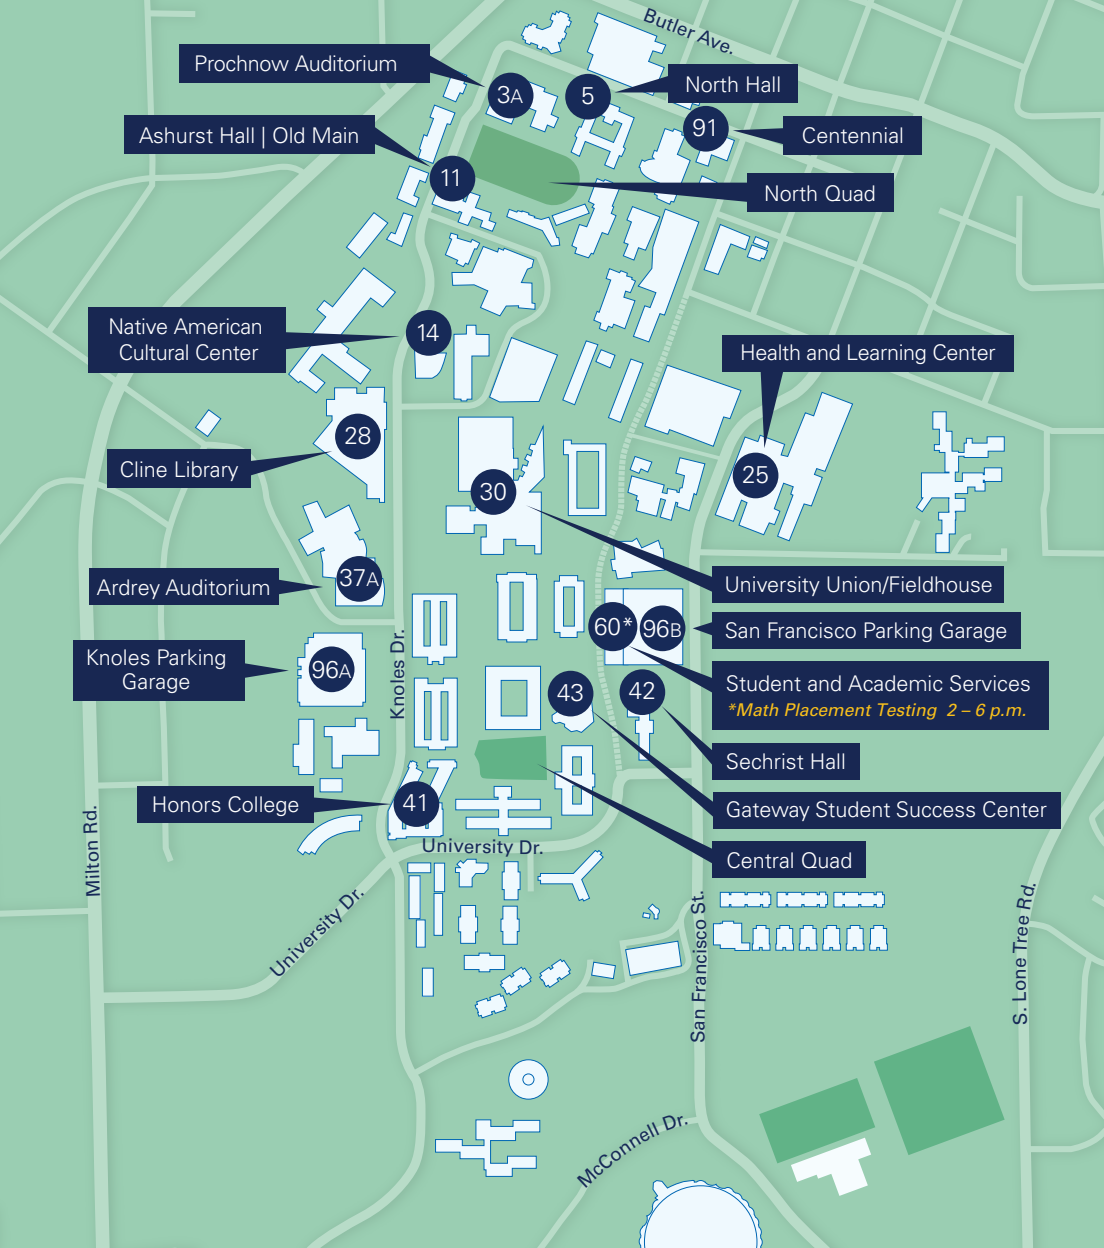 Butler Ave.
Prochnow Auditorium
3A
5
North Hall
91
Centennial
Ashurst Hall | Old Main
11
North Quad
Native American
Cultural Center
14
Health and Learning Center
28
Cline Library
25
30
Ardrey Auditorium
37A
University Union/Fieldhouse
60*
96B
San Francisco Parking Garage
Knoles Parking
Garage
96A
Knoles Dr.
43
42
Student and Academic Services
*Math Placement Testing 2 – 6 p.m.
Sechrist Hall
Honors College
41
Gateway Student Success Center
University Dr.
Central Quad
Milton Rd.
University Dr.
San Francisco St.
S. Lone Tree Rd.
McConnell Dr.